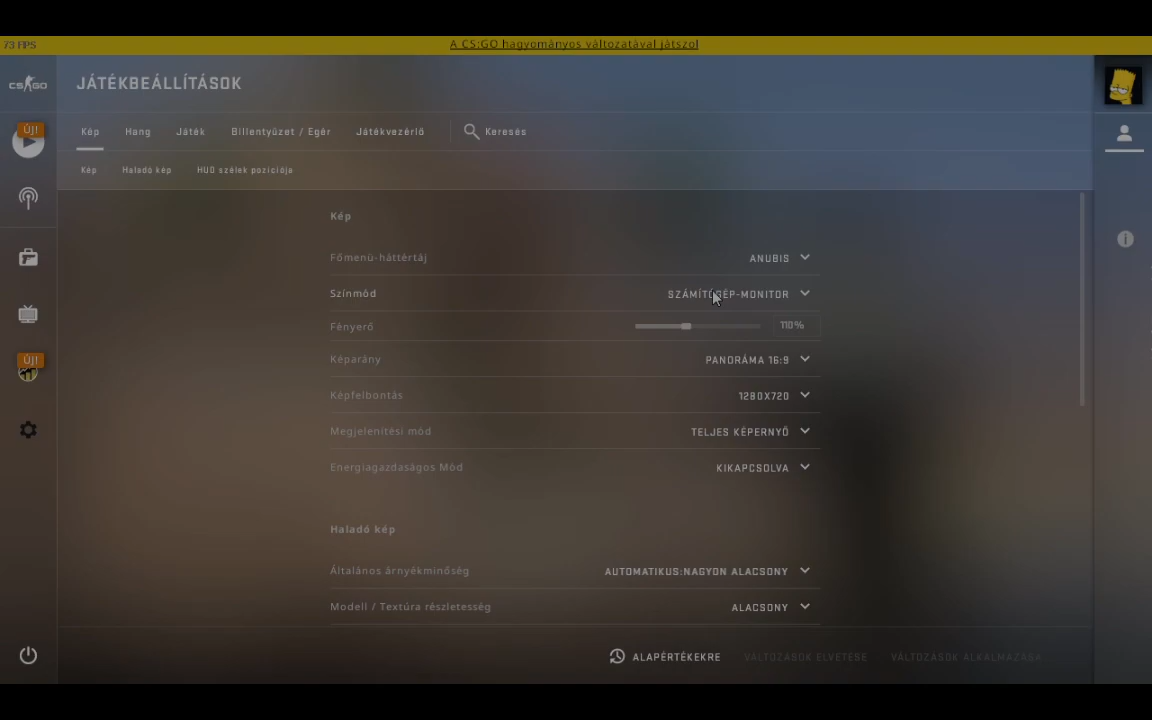 73 FPS
A CS:GO hagyományos változatával játszol
CS GO
JÁTÉKBEÁLLÍTÁSOK
ÚJ!
Kép Hang Játék Billentyűzet / Egér Játékvezérlő Keresés
Kép Haladó kép HUD szélek pozíciója
Kép
Főmenü-háttértáj ANUBIS
Színmód SZÁMÍTÓGÉP-MONITOR
Fényerő 110%
Képarány PANORÁMA 16:9
ÚJ!
Képfelbontás 1280X720
Megjelenítési mód TELJES KÉPERNYŐ
Energiagazdaságos Mód KIKAPCSOLVA
Haladó kép
Általános árnyékminőség AUTOMATIKUS:NAGYON ALACSONY
Modell / Textúra részletesség ALACSONY
ALAPÉRTÉKEKRE VÁLTOZÁSOK ELVETÉSE VÁLTOZÁSOK ALKALMAZÁSA